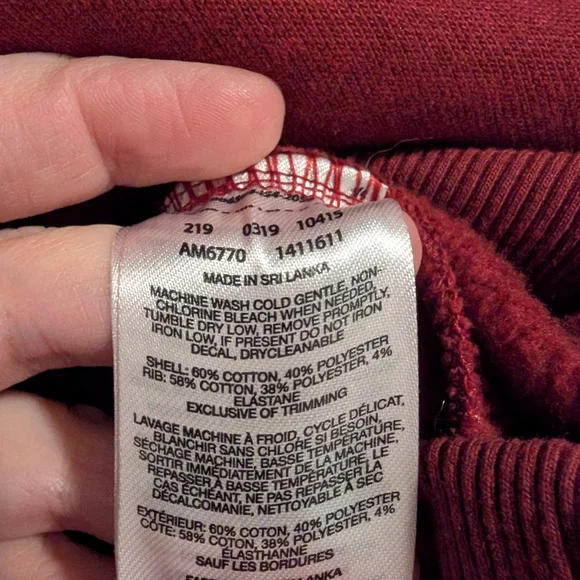 219 0319 10415
AM6770 1411611
MADE IN SRI LANKA
MACHINE WASH COLD GENTLE, NON-
CHLORINE BLEACH WHEN NEEDED,
TUMBLE DRY LOW, REMOVE PROMPTLY,
IRON LOW, IF PRESENT DO NOT IRON
DECAL, DRYCLEANABLE
SHELL: 60% COTTON, 40% POLYESTER
RIB: 58% COTTON, 38% POLYESTER, 4%
ELASTANE
EXCLUSIVE OF TRIMMING
LAVAGE MACHINE À FROID, CYCLE DÉLICAT,
BLANCHIR SANS CHLORE SI BESOIN,
SÉCHAGE MACHINE, BASSE TEMPÉRATURE,
SORTIR IMMÉDIATEMENT DE LA MACHINE,
REPASSER À BASSE TEMPÉRATURE, LE
CAS ÉCHEANT, NE PAS REPASSER LA
DÉCALCOMANIE, NETTOYABLE À SEC
EXTÉRIEUR: 60% COTON, 40% POLYESTER
CÔTE: 58% COTON, 38% POLYESTER, 4%
ÉLASTHANNE
SAUF LES BORDURES
LANKA